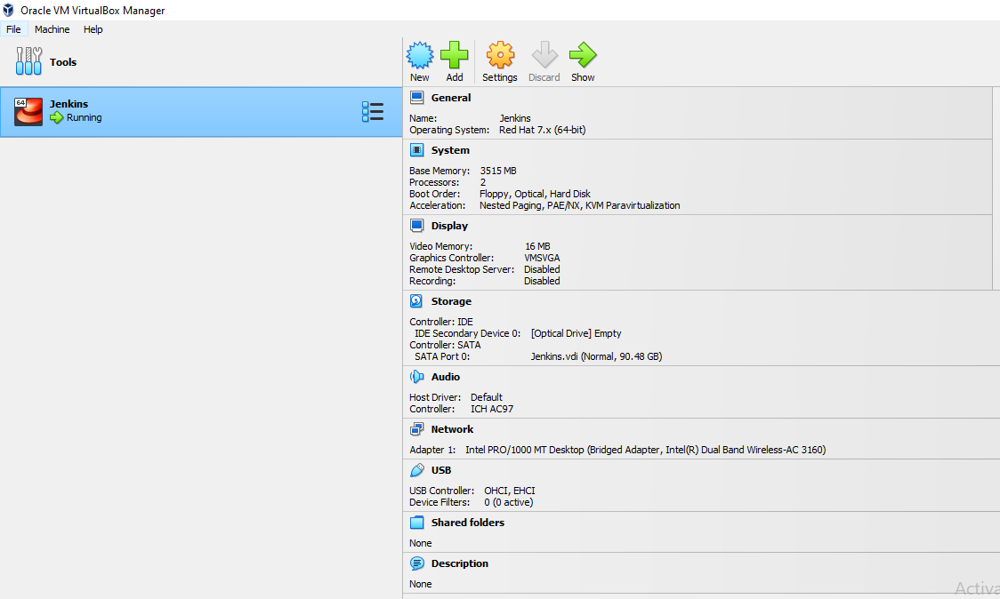 Oracle VM VirtualBox Manager
File Machine Help
Tools
New Add Settings Discard Show
64
Jenkins
Running
General
Name: Jenkins
Operating System: Red Hat 7.x (64-bit)
System
Base Memory: 3515 MB
Processors: 2
Boot Order: Floppy, Optical, Hard Disk
Acceleration: Nested Paging, PAE/NX, KVM Paravirtualization
Display
Video Memory: 16 MB
Graphics Controller: VMSVGA
Remote Desktop Server: Disabled
Recording: Disabled
Storage
Controller: IDE
IDE Secondary Device 0: [Optical Drive] Empty
Controller: SATA
SATA Port 0: Jenkins.vdi (Normal, 90.48 GB)
Audio
Host Driver: Default
Controller: ICH AC97
Network
Adapter 1: Intel PRO/1000 MT Desktop (Bridged Adapter, Intel(R) Dual Band Wireless-AC 3160)
USB
USB Controller: OHCI, EHCI
Device Filters: 0 (0 active)
Shared folders
None
Description
None
Activa